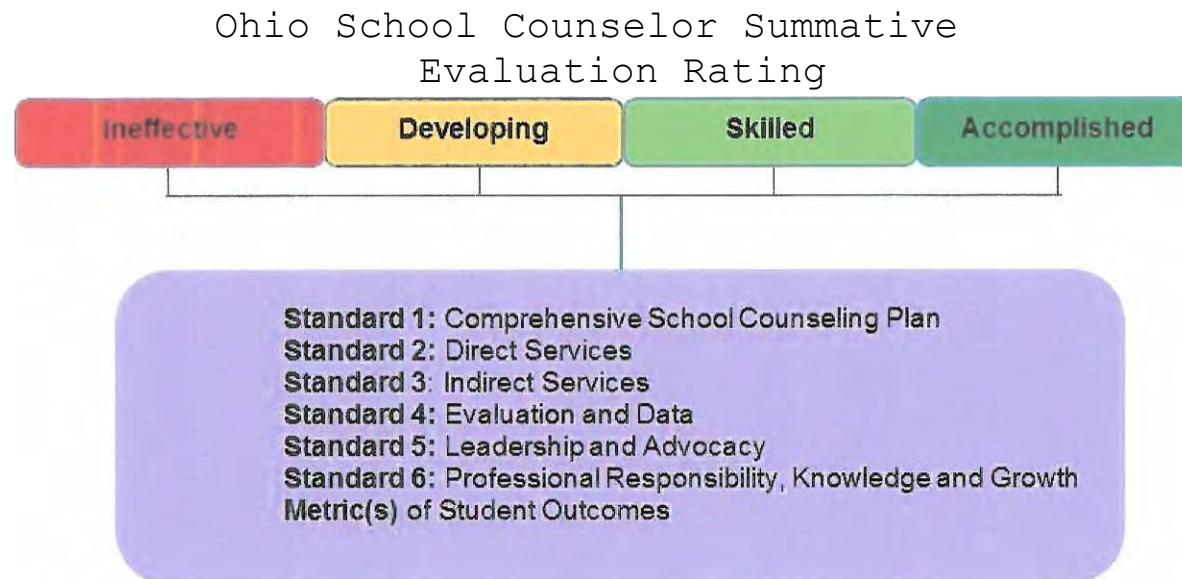 Ohio School Counselor Summative
Evaluation Rating
Ineffective Developing Skilled Accomplished
Standard 1: Comprehensive School Counseling Plan
Standard 2: Direct Services
Standard 3: Indirect Services
Standard 4: Evaluation and Data
Standard 5: Leadership and Advocacy
Standard 6: Professional Responsibility, Knowledge and Growth
Metric(s) of Student Outcomes